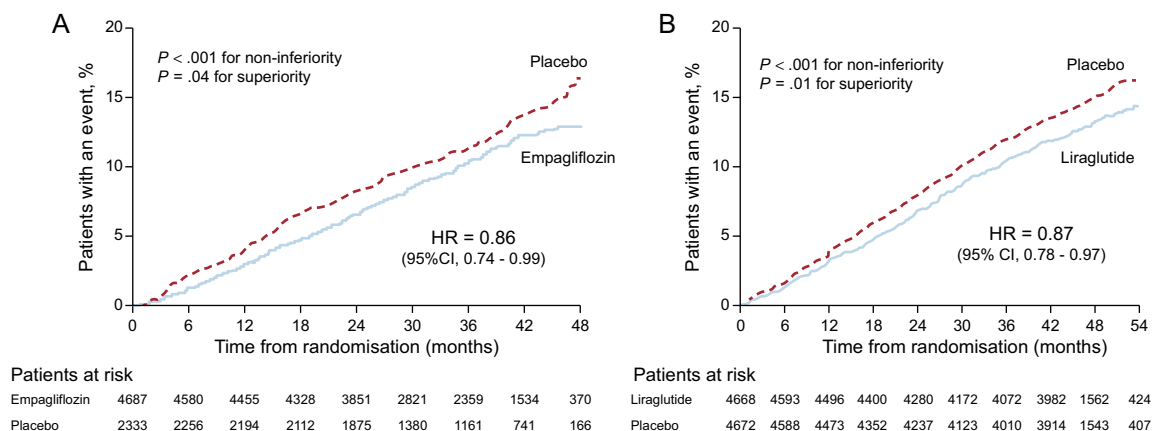 A
20
15
10
5
0
Patients with an event, %
P < .001 for non-inferiority
P = .04 for superiority
Placebo
Empagliflozin
HR = 0.86
(95%CI, 0.74 - 0.99)
0 6 12 18 24 30 36 42 48
Time from randomisation (months)
Patients at risk
Empagliflozin 4687 4580 4455 4328 3851 2821 2359 1534 370
Placebo 2333 2256 2194 2112 1875 1380 1161 741 166
B
20
15
10
5
0
Patients with an event, %
P < .001 for non-inferiority
P = .01 for superiority
Placebo
Liraglutide
HR = 0.87
(95% CI, 0.78 - 0.97)
0 6 12 18 24 30 36 42 48 54
Time from randomisation (months)
Patients at risk
Liraglutide 4668 4593 4496 4400 4280 4172 4072 3982 1562 424
Placebo 4672 4588 4473 4352 4237 4123 4010 3914 1543 407